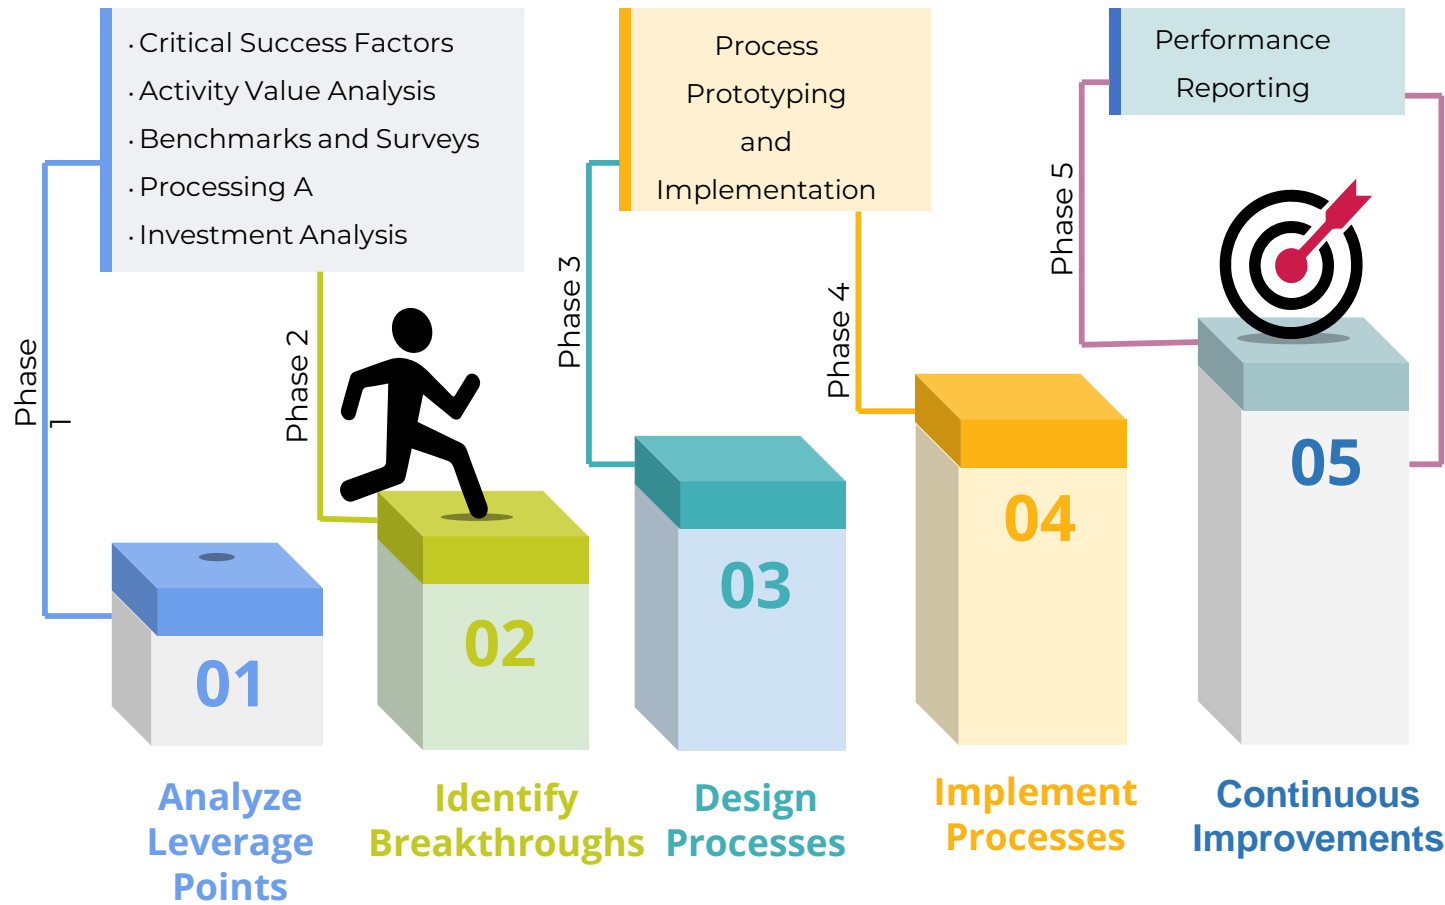 · Critical Success Factors
· Activity Value Analysis
· Benchmarks and Surveys
· Processing A
· Investment Analysis
Process
Prototyping
and
Implementation
Performance
Reporting
Phase
1
Phase 2
Phase 3
Phase 4
Phase 5
01
02
03
04
05
Analyze
Leverage
Points
Identify
Breakthroughs
Design
Processes
Implement
Processes
Continuous
Improvements